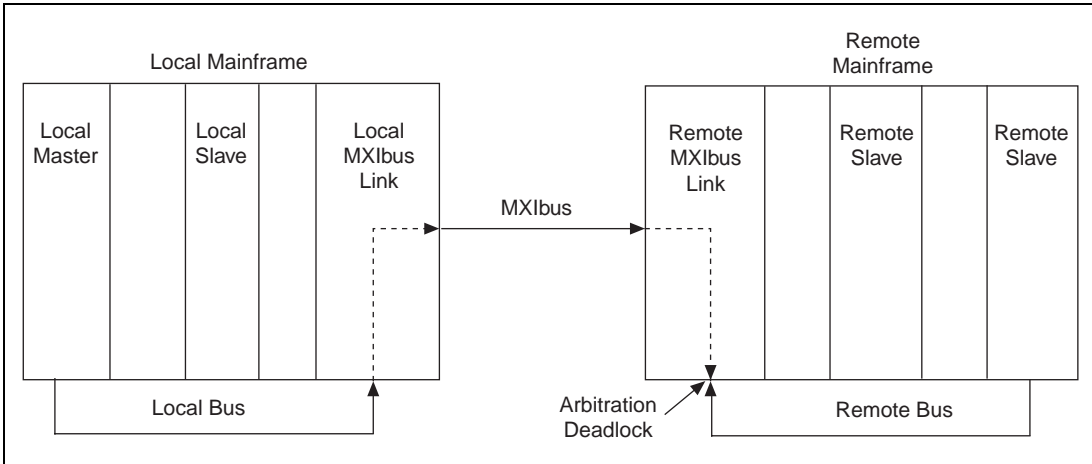 Local Mainframe
Remote
Mainframe
Local
Master
Local
Slave
Local
MXIbus
Link
MXIbus
Remote
MXIbus
Link
Remote
Slave
Remote
Slave
Local Bus
Arbitration
Deadlock
Remote Bus